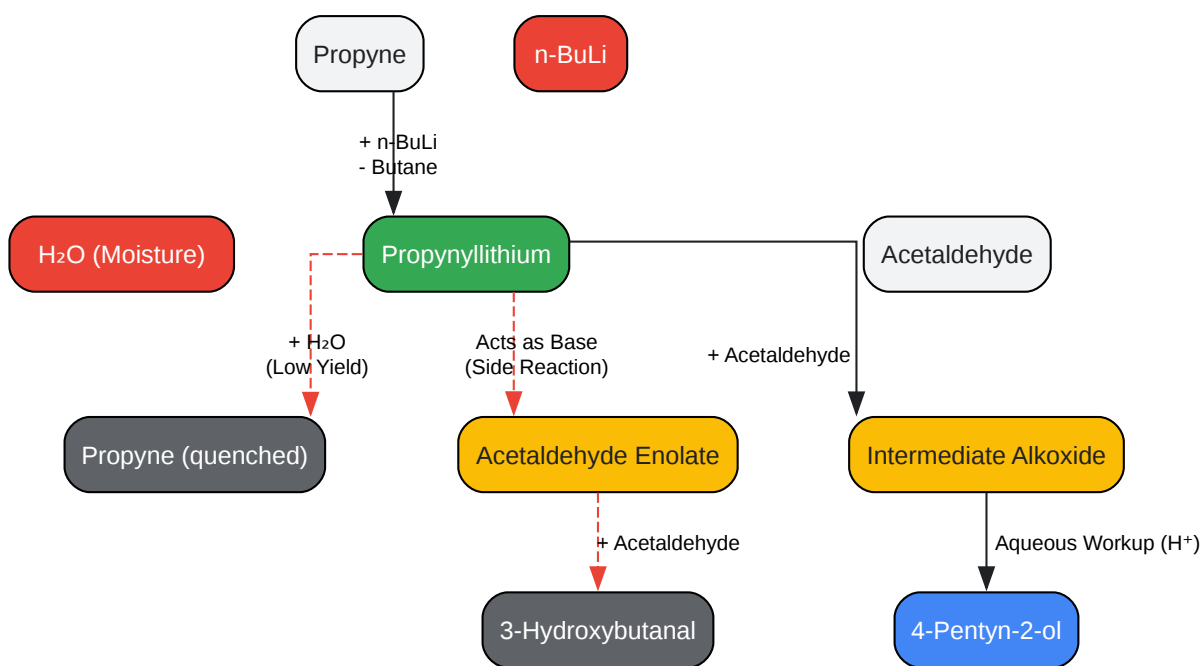 Propyne
n-BuLi
+ n-BuLi
- Butane
H₂O (Moisture)
Propynyllithium
Acetaldehyde
+ H₂O
(Low Yield)
Acts as Base
(Side Reaction)
+ Acetaldehyde
Propyne (quenched)
Acetaldehyde Enolate
Intermediate Alkoxide
+ Acetaldehyde
Aqueous Workup (H⁺)
3-Hydroxybutanal
4-Pentyn-2-ol